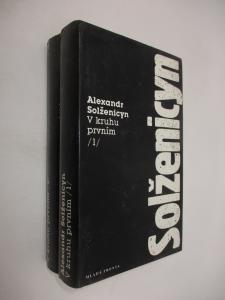 Alexandr
Solženicyn
V kruhu
prvním
/1/
Solženicyn
MLADÁ FRONTA
Alexandr Solženicyn
V kruhu prvním /1/